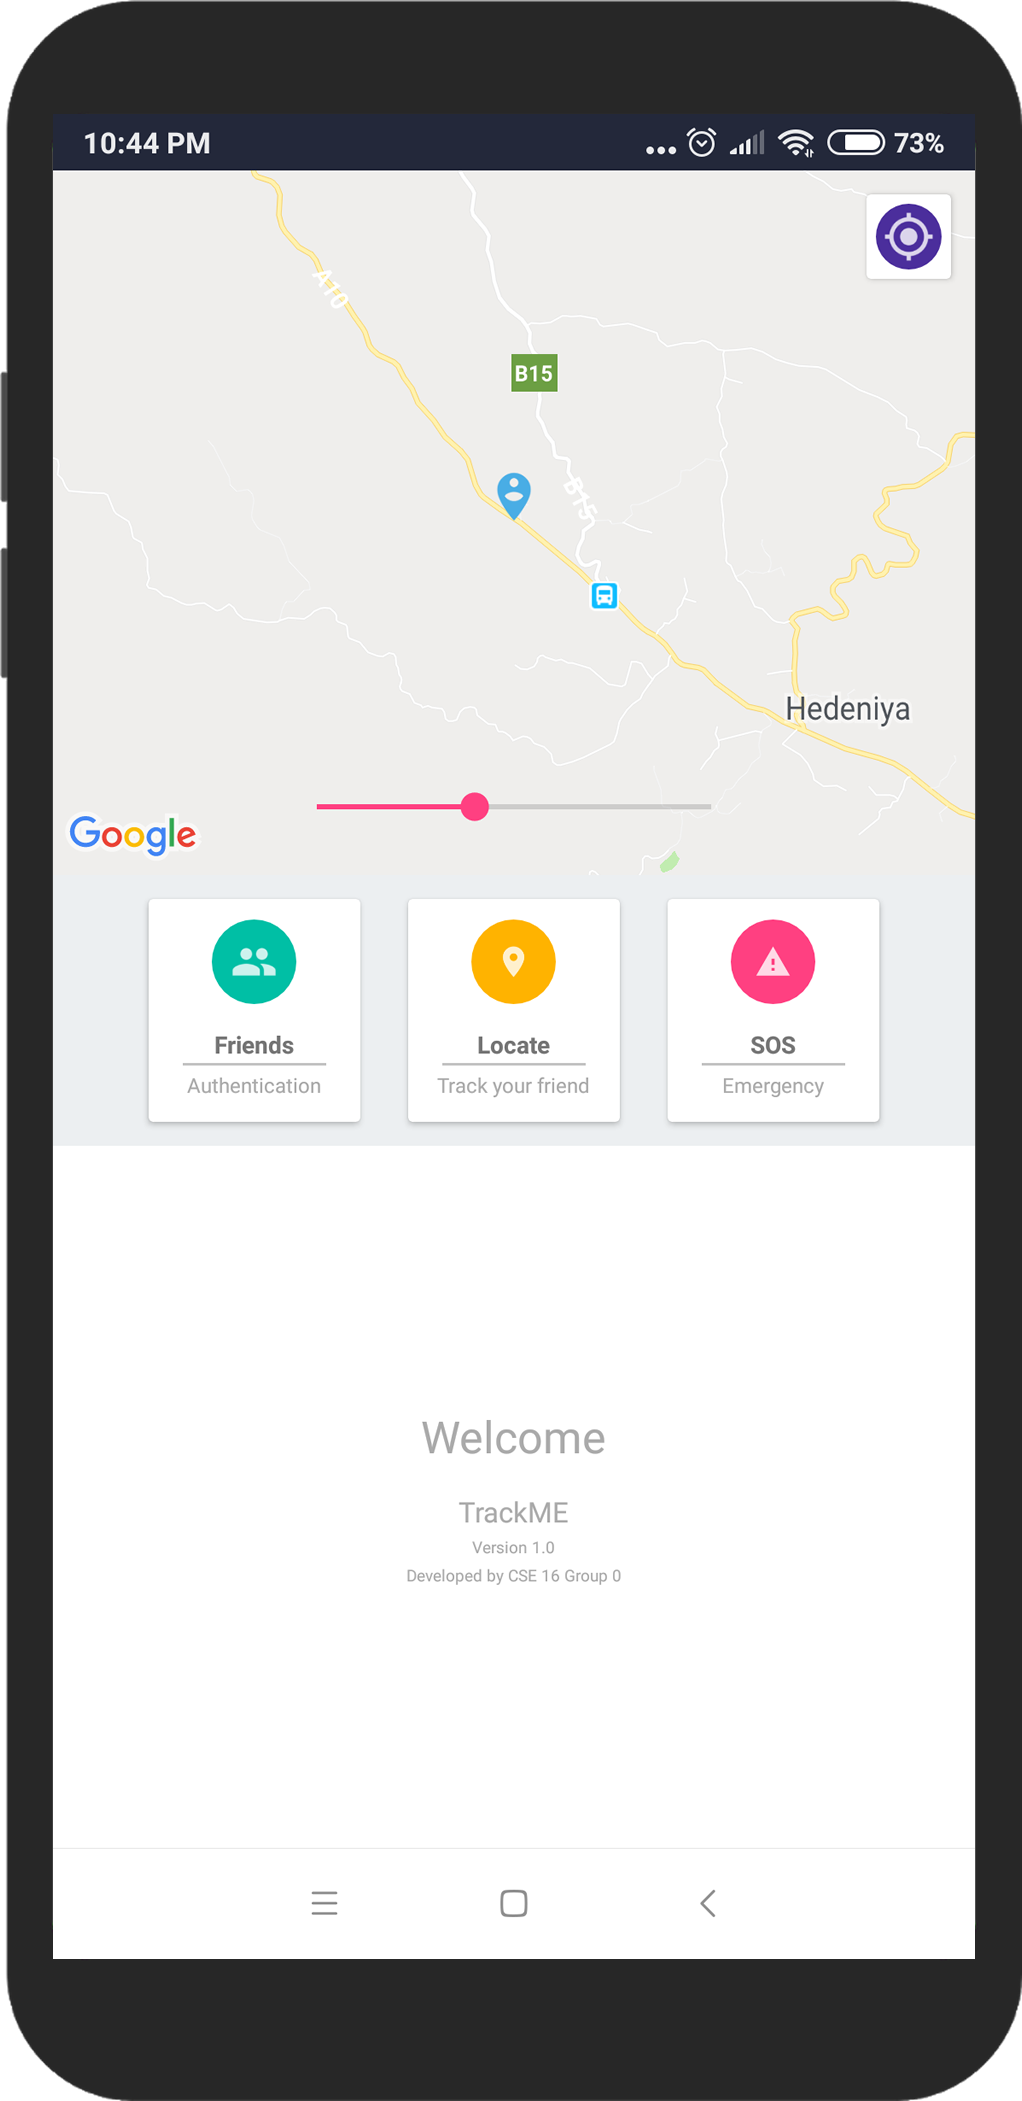 10:44 PM
73%
A10
B15
B15
Hedeniya
Google
Friends
Authentication
Locate
Track your friend
SOS
Emergency
Welcome
TrackME
Version 1.0
Developed by CSE 16 Group 0